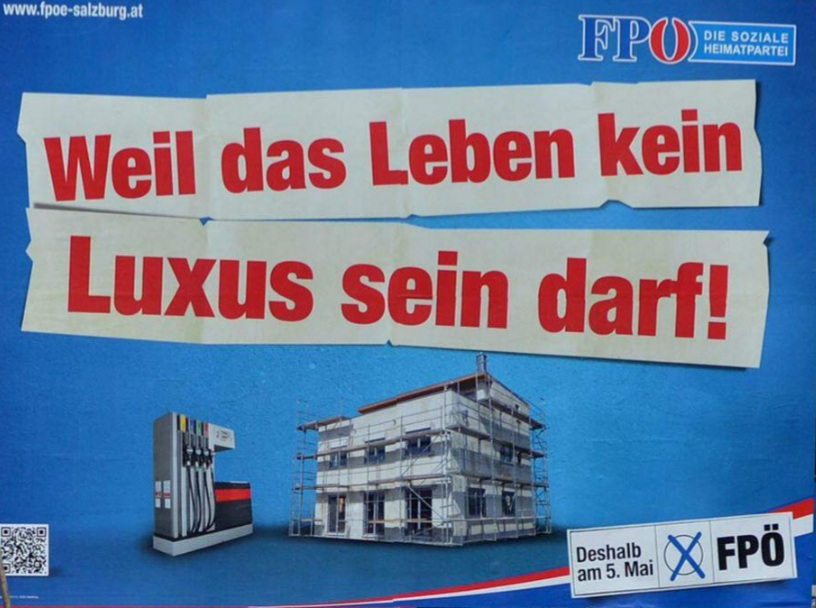 www.fpoe-salzburg.at
FPÖ DIE SOZIALE
HEIMATPARTEI
Weil das Leben kein
Luxus sein darf!
Deshalb
am 5. Mai
FPÖ